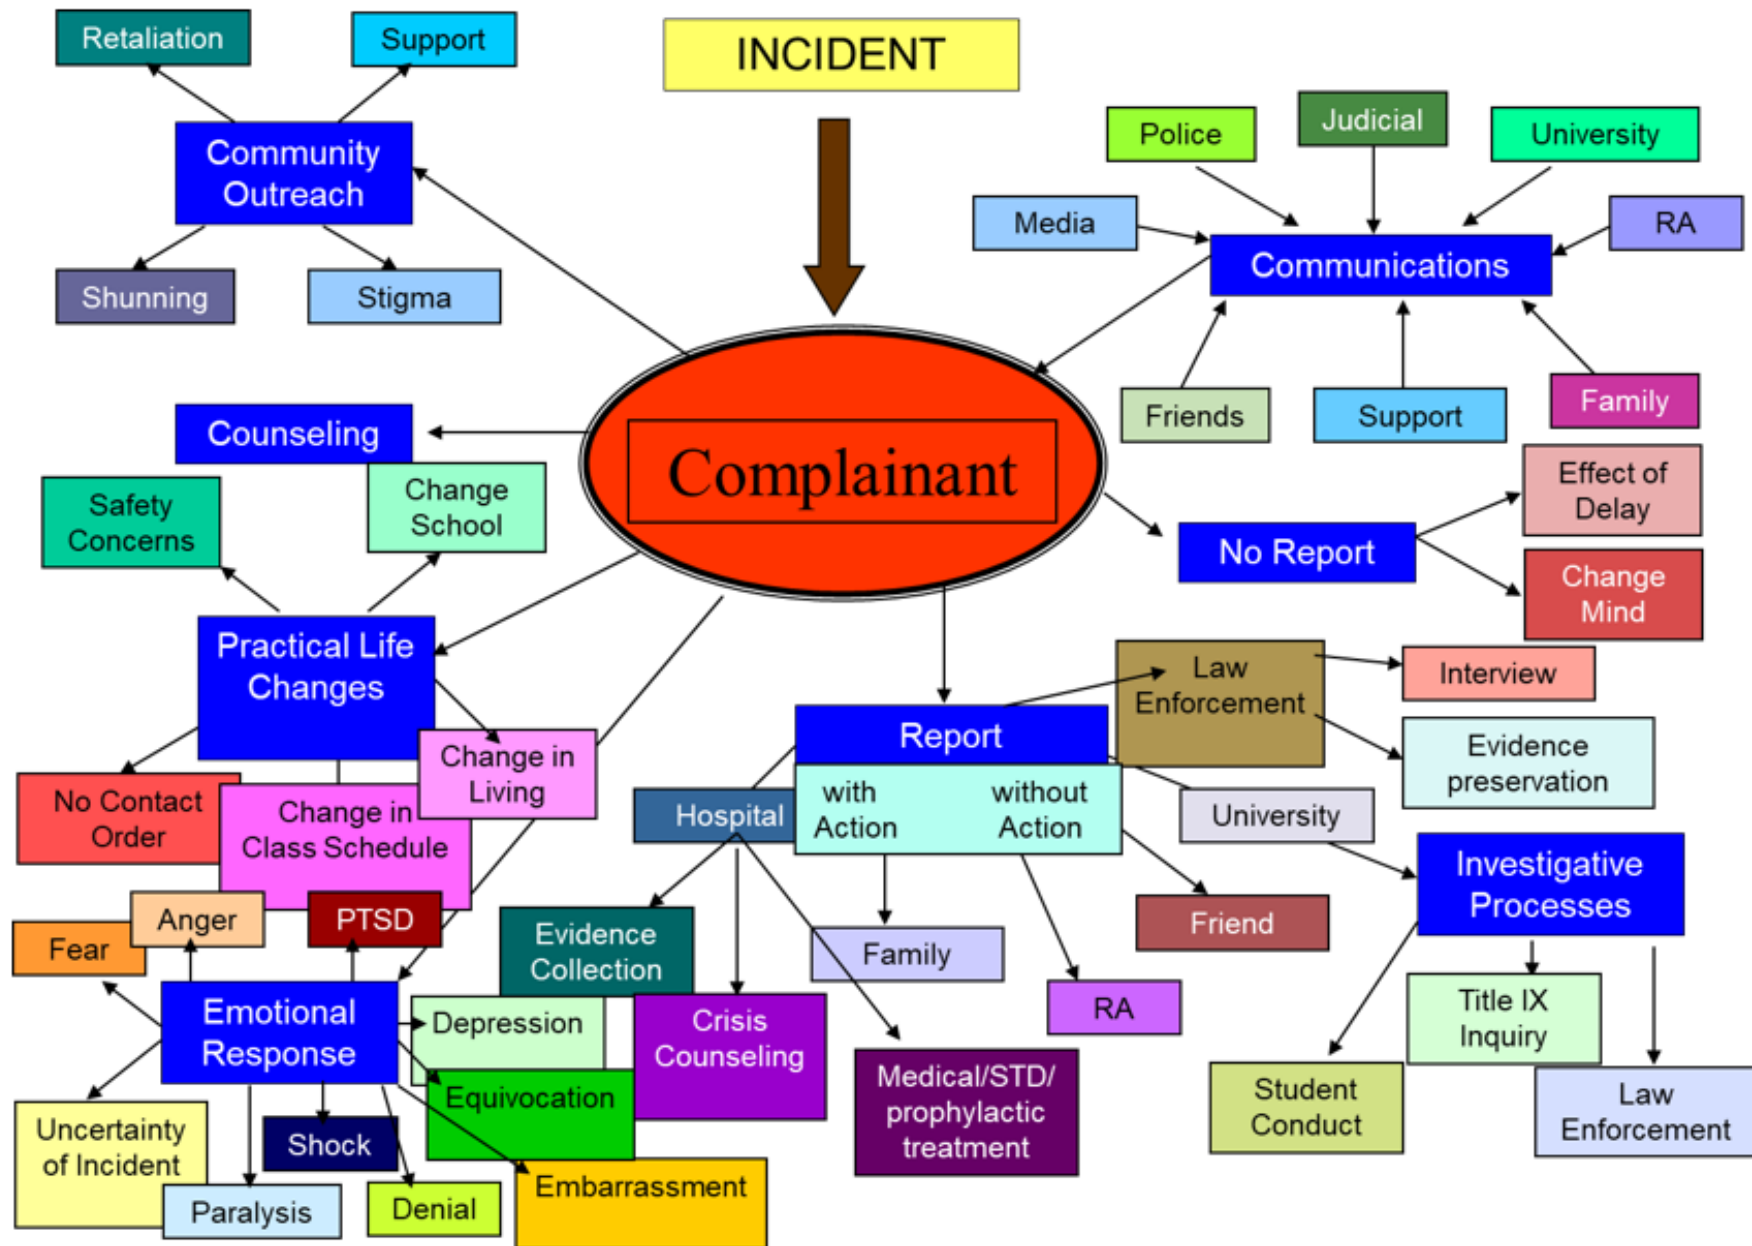 INCIDENT
Retaliation
Support
Community
Outreach
Shunning
Stigma
Police
Judicial
University
Media
RA
Communications
Friends
Support
Family
Counseling
Complainant
Safety
Concerns
Change
School
Effect of
Delay
No Report
Change
Mind
Practical Life
Changes
Law
Enforcement
Interview
Report
Evidence
preservation
Change in
Living
No Contact
Order
Change in
Class Schedule
Hospital
with
Action
without
Action
University
Investigative
Processes
Anger
PTSD
Fear
Evidence
Collection
Family
Friend
RA
Title IX
Inquiry
Emotional
Response
Depression
Crisis
Counseling
Equivocation
Medical/STD/
prophylactic
treatment
Student
Conduct
Law
Enforcement
Uncertainty
of Incident
Shock
Paralysis
Denial
Embarrassment